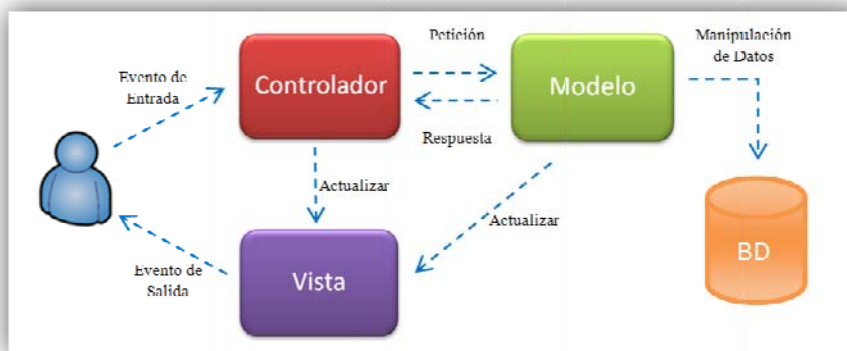 Petición
Manipulación
de Datos
Evento de
Entrada
Controlador
Modelo
Respuesta
Actualizar
Actualizar
Evento de
Salida
Vista
BD